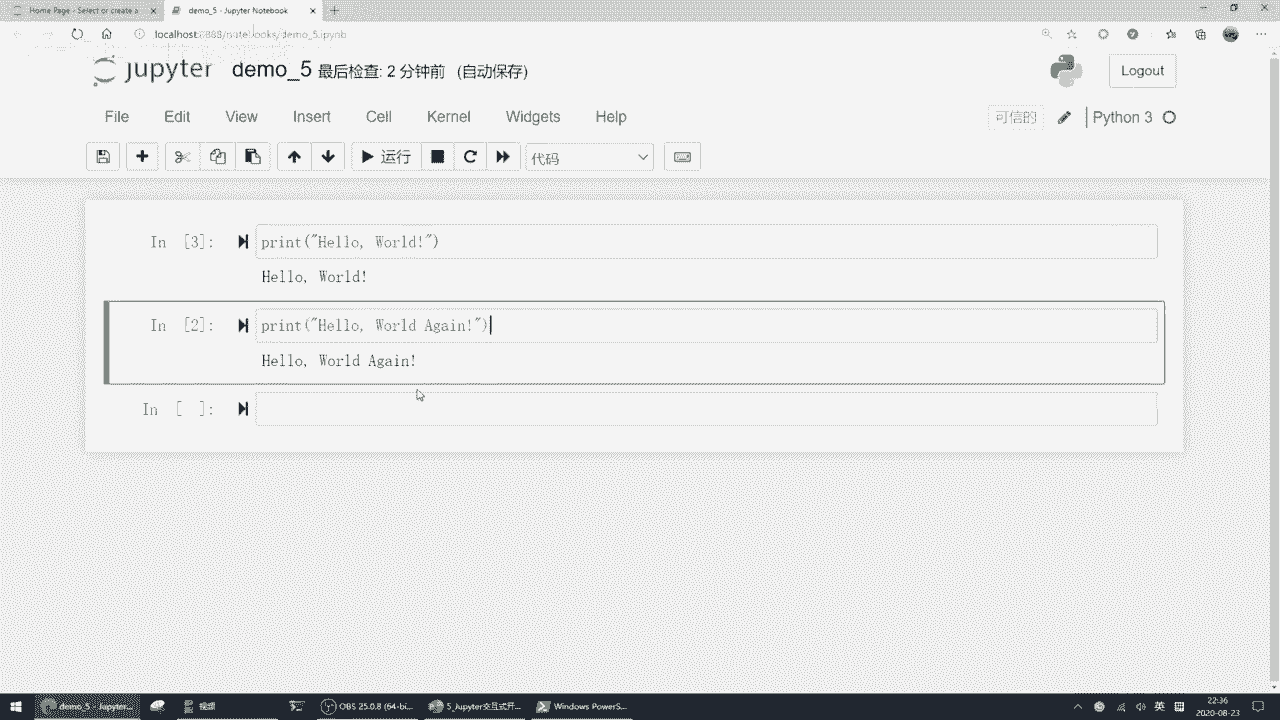 Home Page - Select or create a
demo_5 - Jupyter Notebook
localhost:8888/notebooks/demo_5.ipynb
jupyter demo_5 最后检查: 2 分钟前 (自动保存)
Logout
File Edit View Insert Cell Kernel Widgets Help
可信的 Python 3
运行 代码
In [3]: print("Hello, World!")
Hello, World!
In [2]: print("Hello, World Again!")
Hello, World Again!
In [ ]:
demo_5 - Jupyter... OBS 25.0.8 (64-bi... 5_Jupyter交互式开... Windows PowerS... 英 拼 22:36
2020-08-23